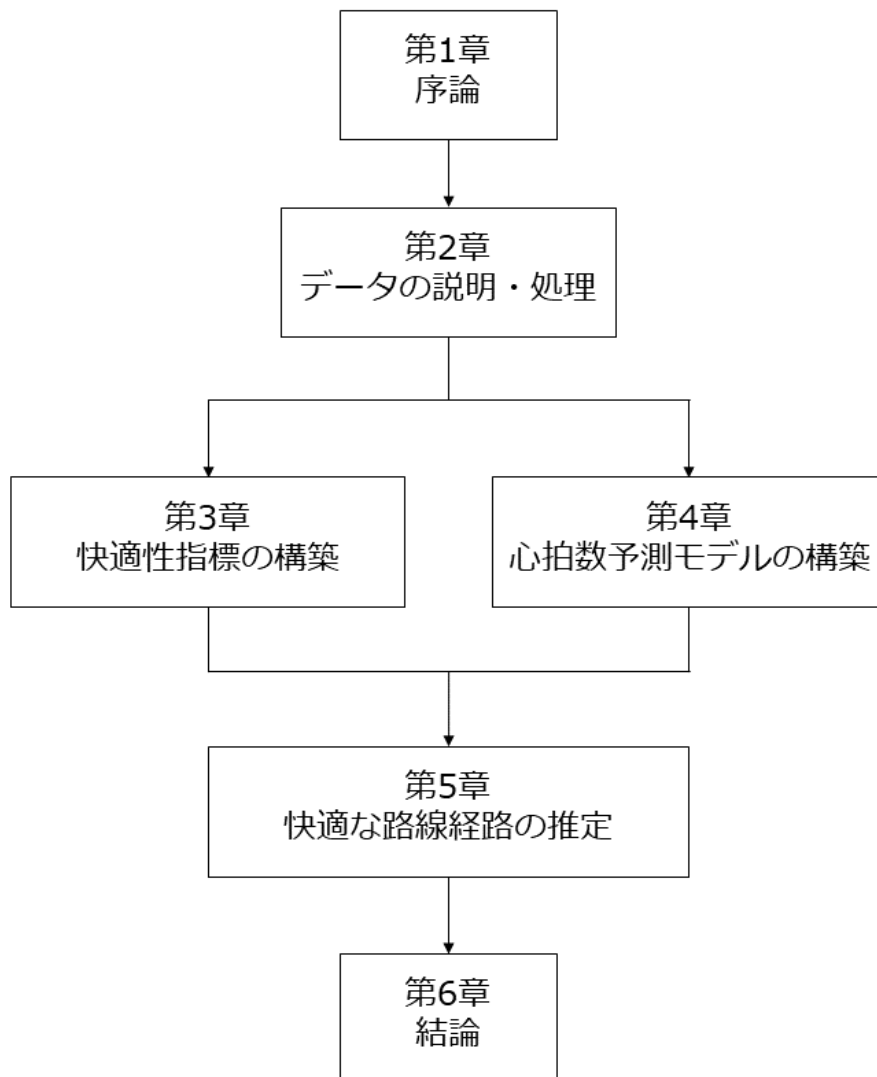 第1章
序論
第2章
データの説明・処理
第3章
快適性指標の構築
第4章
心拍数予測モデルの構築
第5章
快適な路線経路の推定
第6章
結論